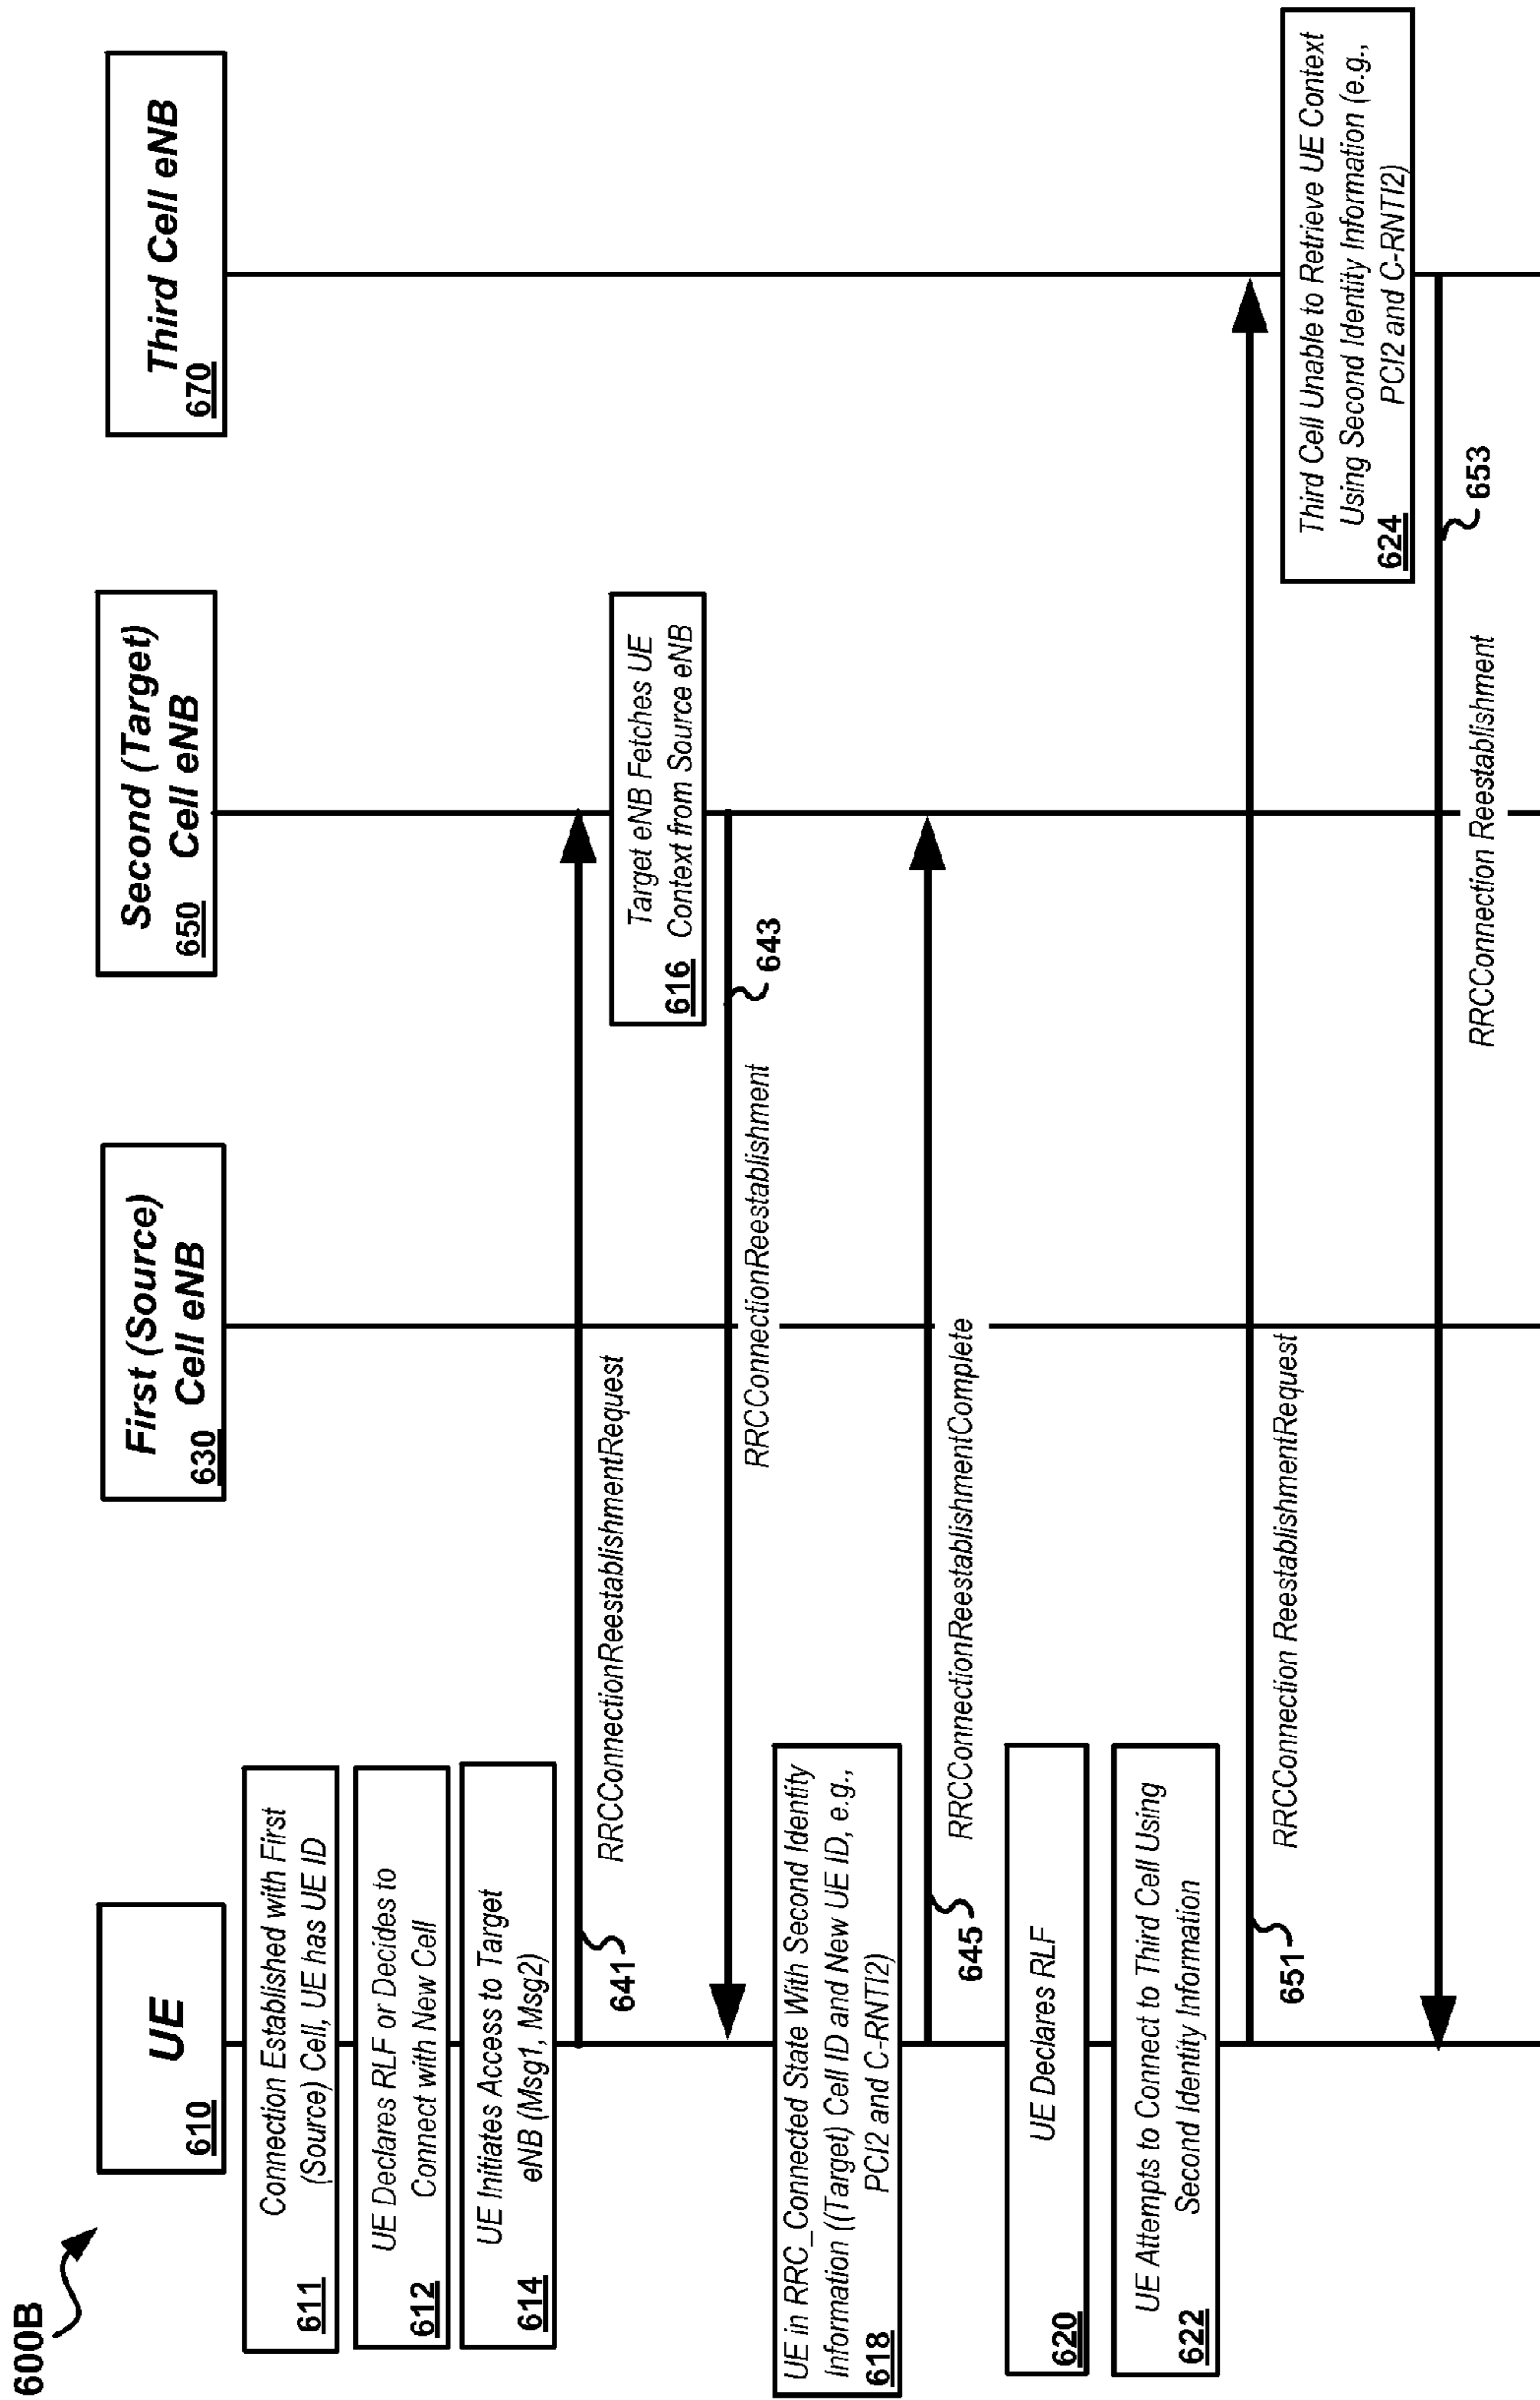 600B
UE
610
First (Source)
630 Cell eNB
Second (Target)
650 Cell eNB
Third Cell eNB
670
Connection Established with First
611 (Source) Cell, UE has UE ID
UE Declares RLF or Decides to
612 Connect with New Cell
UE Initiates Access to Target
614 eNB (Msg1, Msg2)
641
RRCConnectionReestablishmentRequest
Target eNB Fetches UE
616 Context from Source eNB
643
RRCConnectionReestablishment
UE in RRC_Connected State With Second Identity
Information ((Target) Cell ID and New UE ID, e.g.,
618 PCI2 and C-RNTI2)
645
RRCConnectionReestablishmentComplete
UE Declares RLF
620
UE Attempts to Connect to Third Cell Using
622 Second Identity Information
651
RRCConnection ReestablishmentRequest
Third Cell Unable to Retrieve UE Context
Using Second Identity Information (e.g.,
624 PCI2 and C-RNTI2)
653
RRCConnection Reestablishment